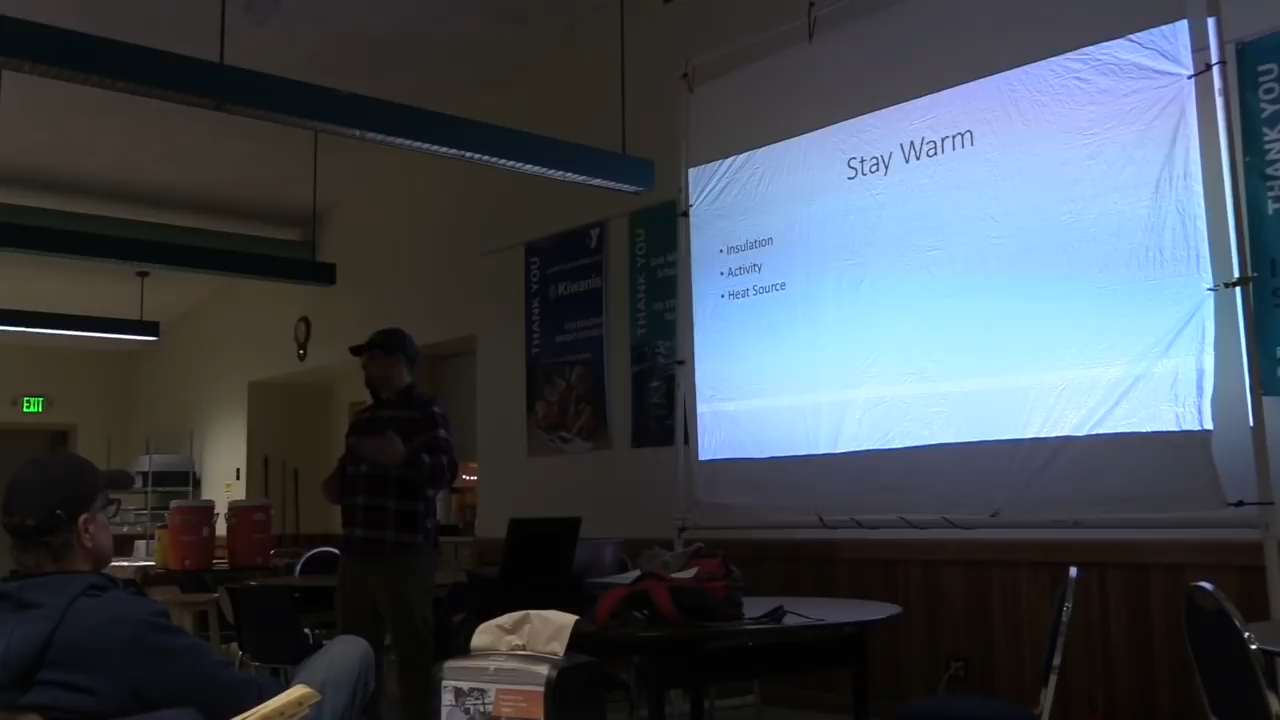 Stay Warm
• Insulation
• Activity
• Heat Source
THANK YOU
Kiwanis
THANK YOU
THANK YOU
EXIT